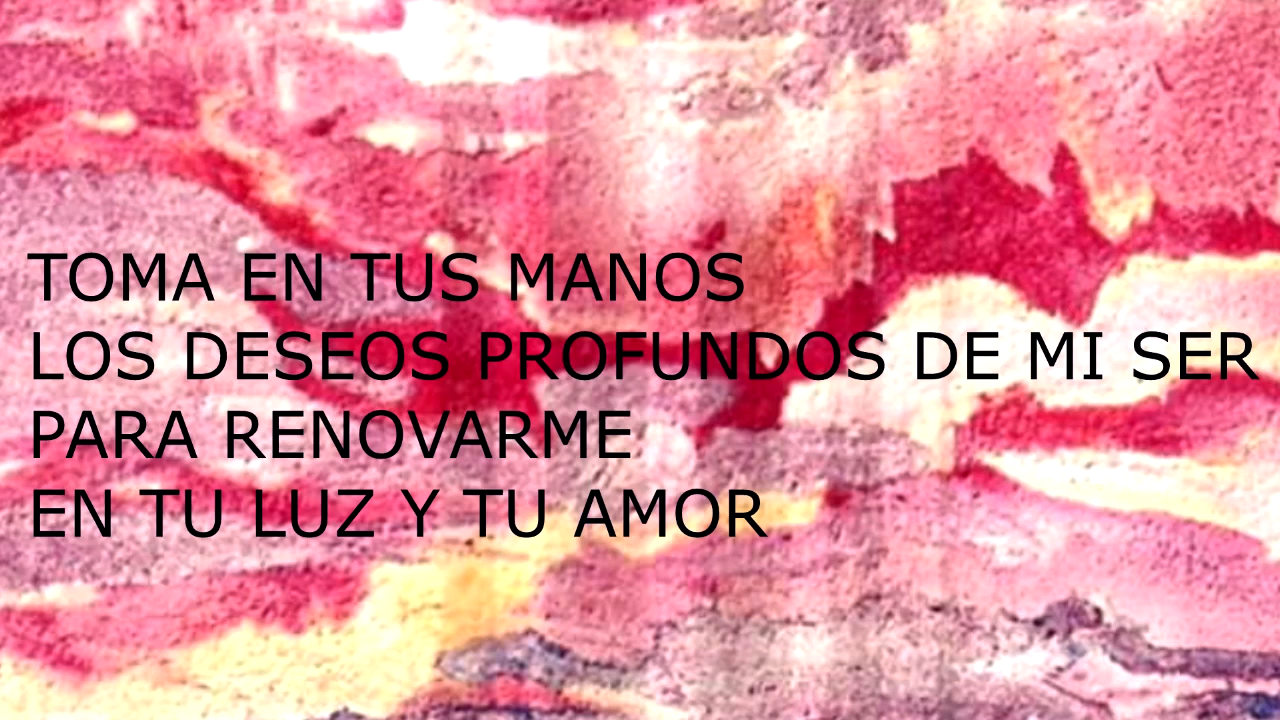 TOMA EN TUS MANOS
LOS DESEOS PROFUNDOS DE MI SER
PARA RENOVARME
EN TU LUZ Y TU AMOR